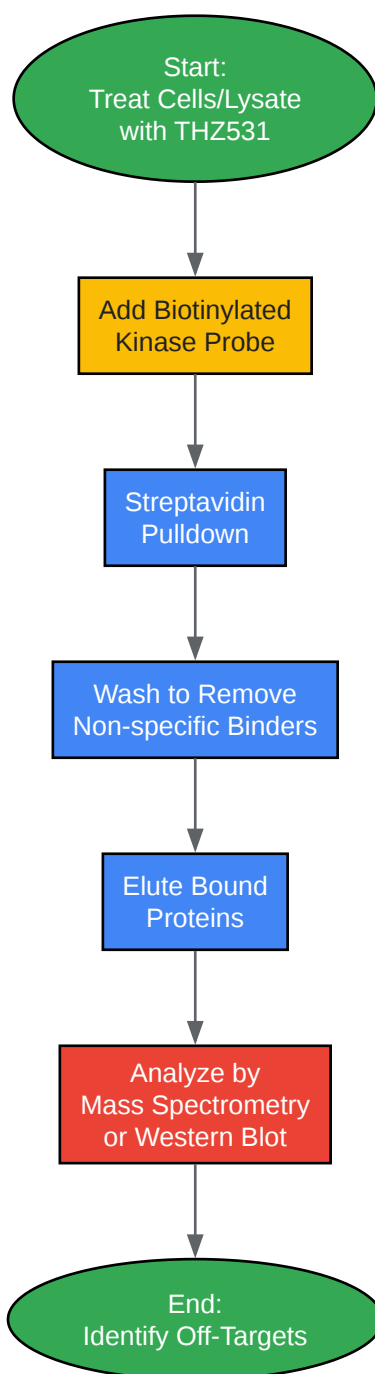 Start:
Treat Cells/Lysate
with THZ531
Add Biotinylated
Kinase Probe
Streptavidin
Pulldown
Wash to Remove
Non-specific Binders
Elute Bound
Proteins
Analyze by
Mass Spectrometry
or Western Blot
End:
Identify Off-Targets